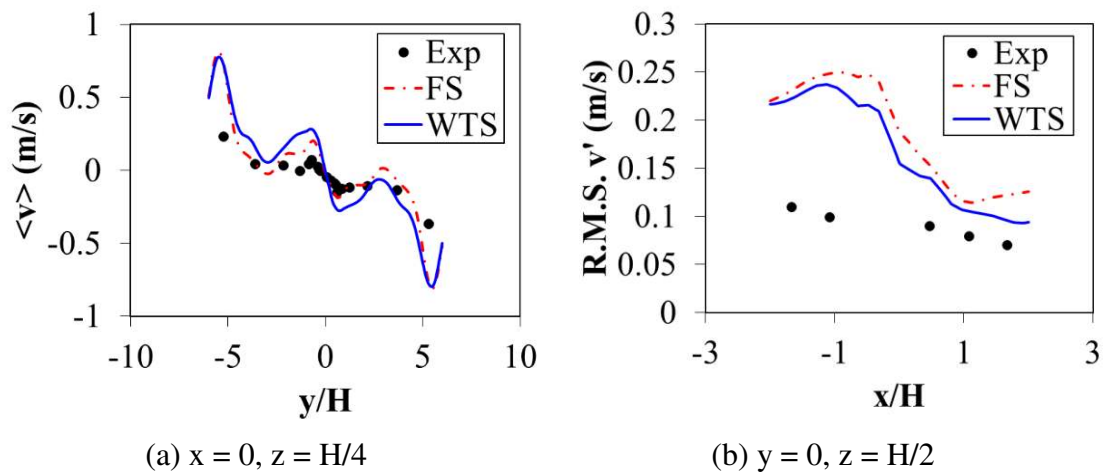 1
0.5
0
-0.5
-1
<v> (m/s)
Exp
FS
WTS
-10
-5
0
5
10
y/H
(a) x = 0, z = H/4
0.3
0.25
0.2
0.15
0.1
0.05
0
R.M.S. v' (m/s)
Exp
FS
WTS
-3
-1
1
3
x/H
(b) y = 0, z = H/2